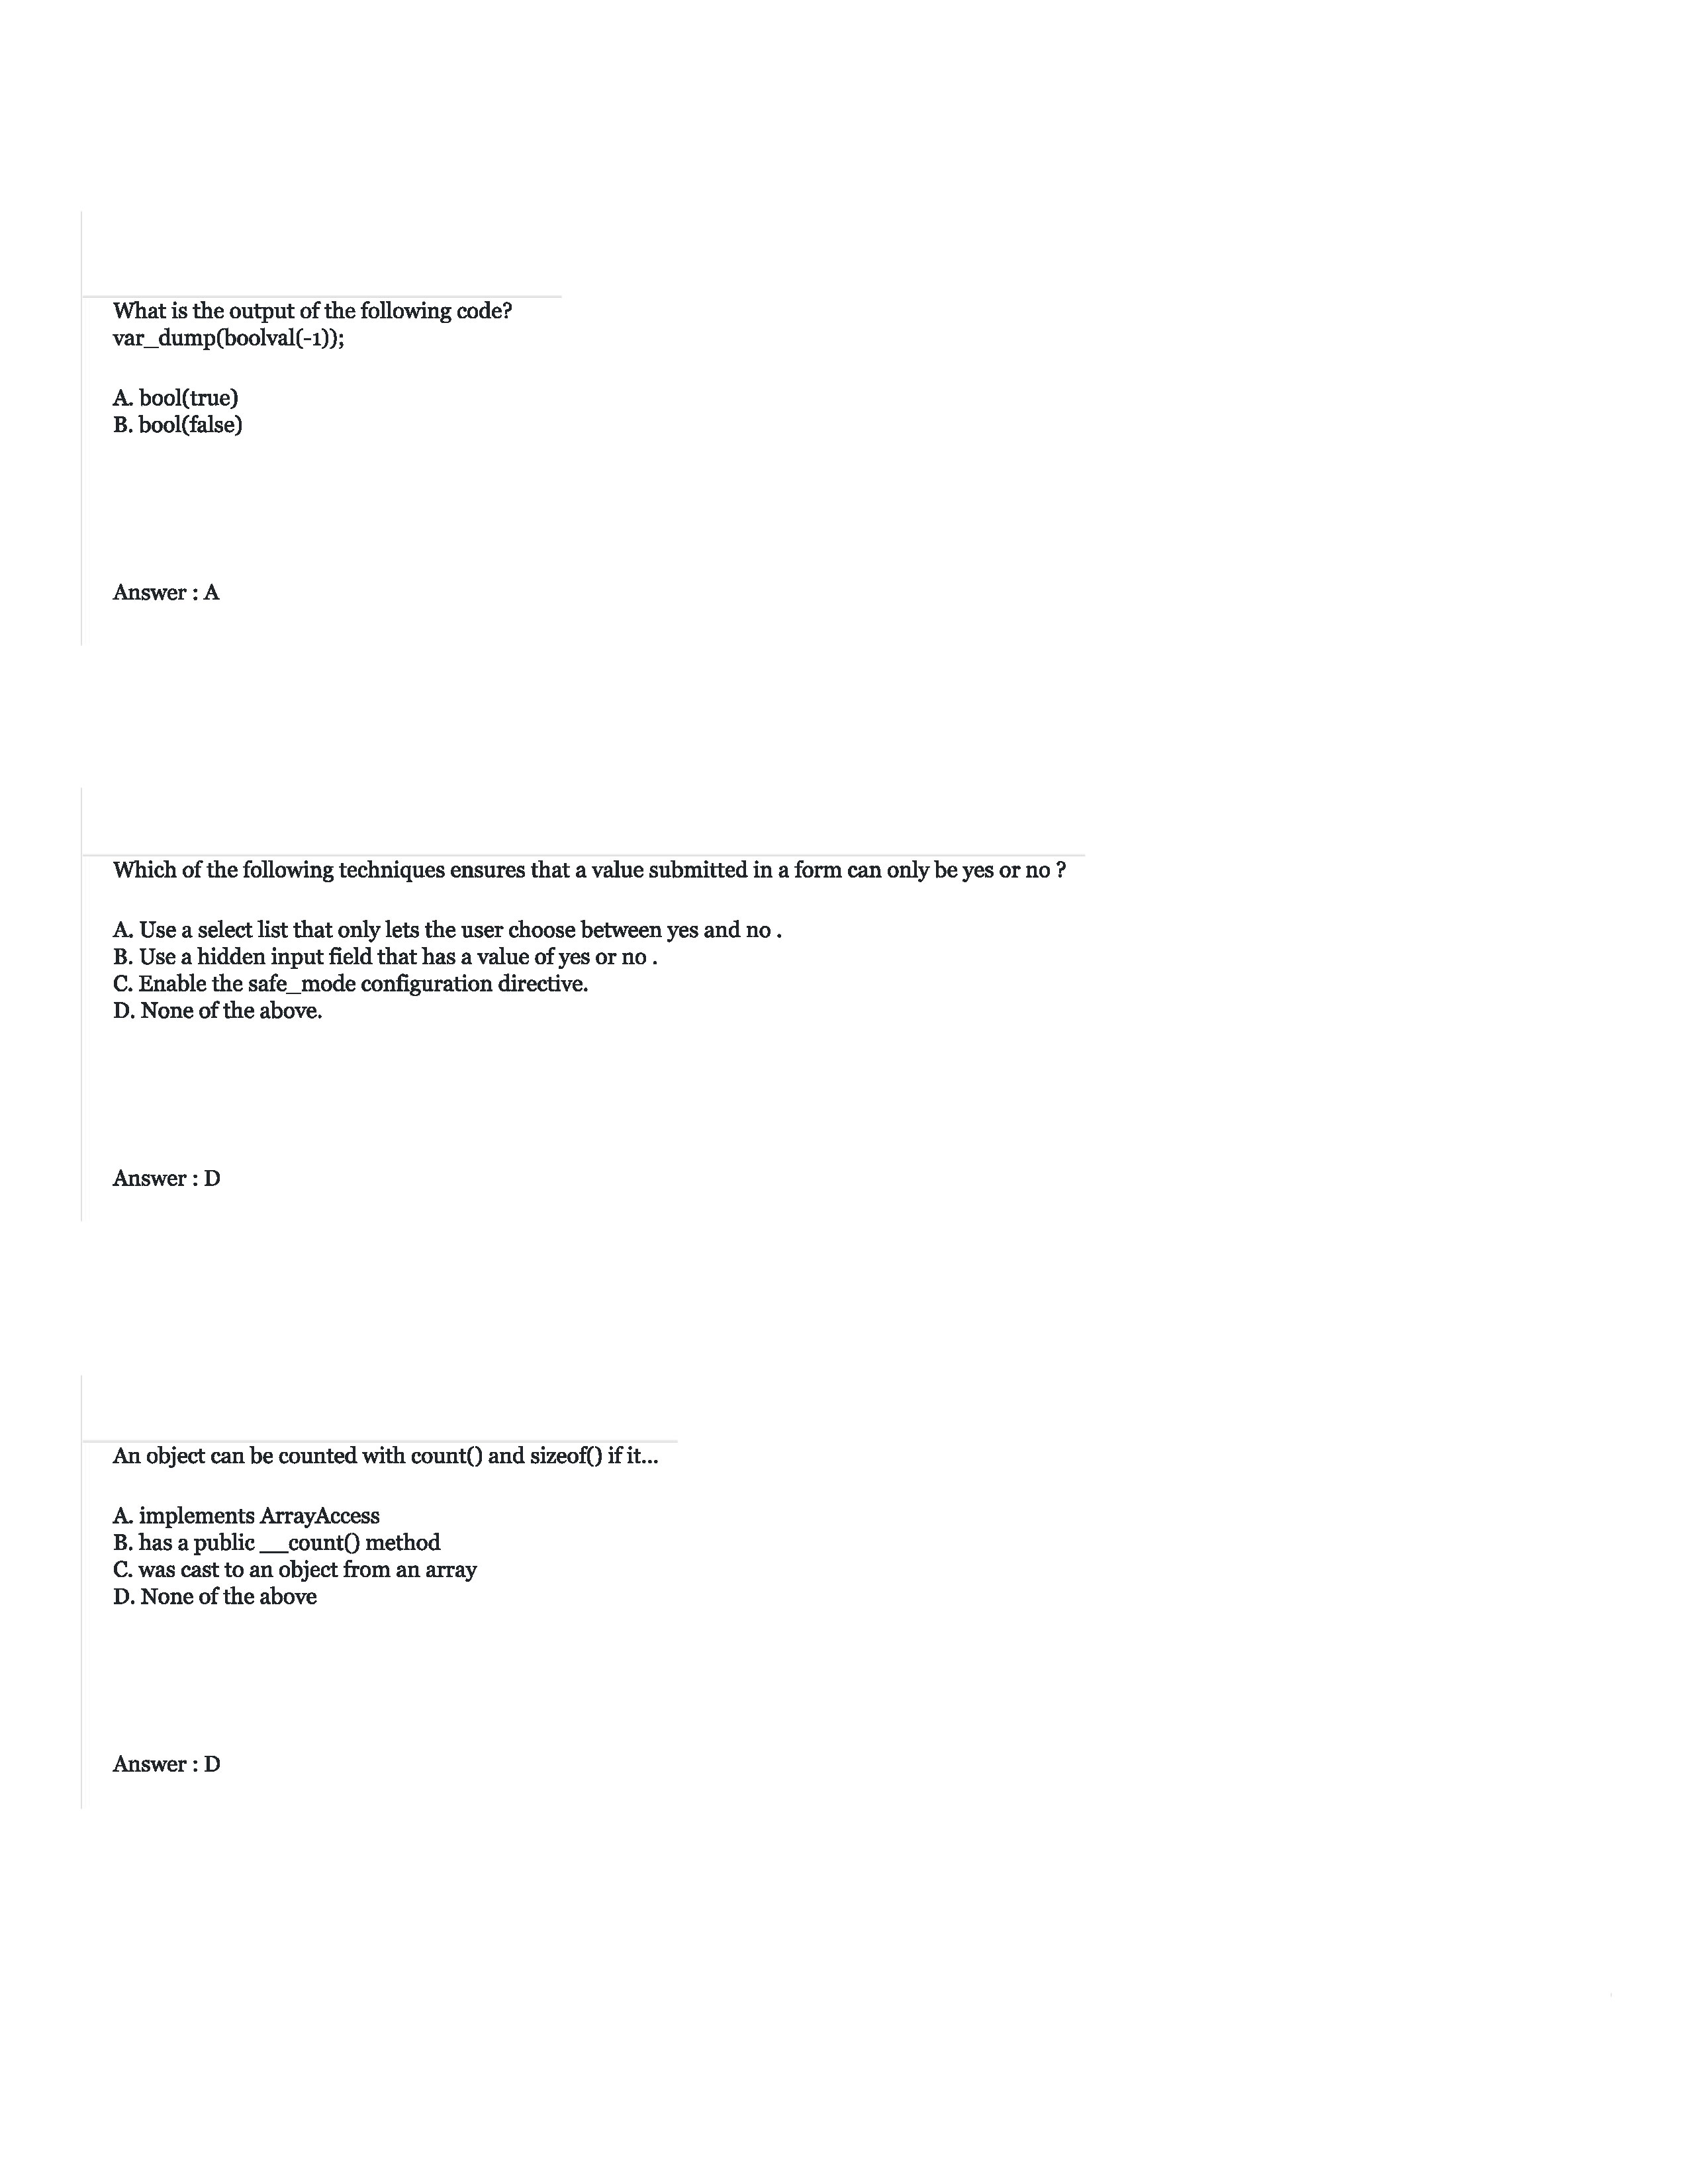 What is the output of the following code?
var_dump(boolval(-1));
A. bool(true)
B. bool(false)
Answer : A
Which of the following techniques ensures that a value submitted in a form can only be yes or no ?
A. Use a select list that only lets the user choose between yes and no .
B. Use a hidden input field that has a value of yes or no .
C. Enable the safe_mode configuration directive.
D. None of the above.
Answer : D
An object can be counted with count() and sizeof() if it...
A. implements ArrayAccess
B. has a public __count() method
C. was cast to an object from an array
D. None of the above
Answer : D